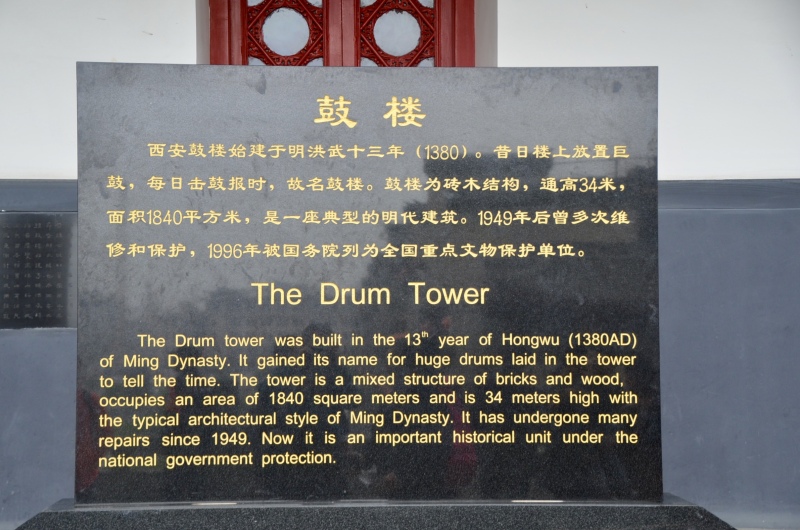 鼓楼
西安鼓楼始建于明洪武十三年（1380）。昔日楼上放置巨
鼓，每日击鼓报时，故名鼓楼。鼓楼为砖木结构，通高34米，
面积1840平方米，是一座典型的明代建筑。1949年后曾多次维
修和保护，1996年被国务院列为全国重点文物保护单位。
The Drum Tower
The Drum tower was built in the 13th year of Hongwu (1380AD)
of Ming Dynasty. It gained its name for huge drums laid in the tower
to tell the time. The tower is a mixed structure of bricks and wood,
occupies an area of 1840 square meters and is 34 meters high with
the typical architectural style of Ming Dynasty. It has undergone many
repairs since 1949. Now it is an important historical unit under the
national government protection.